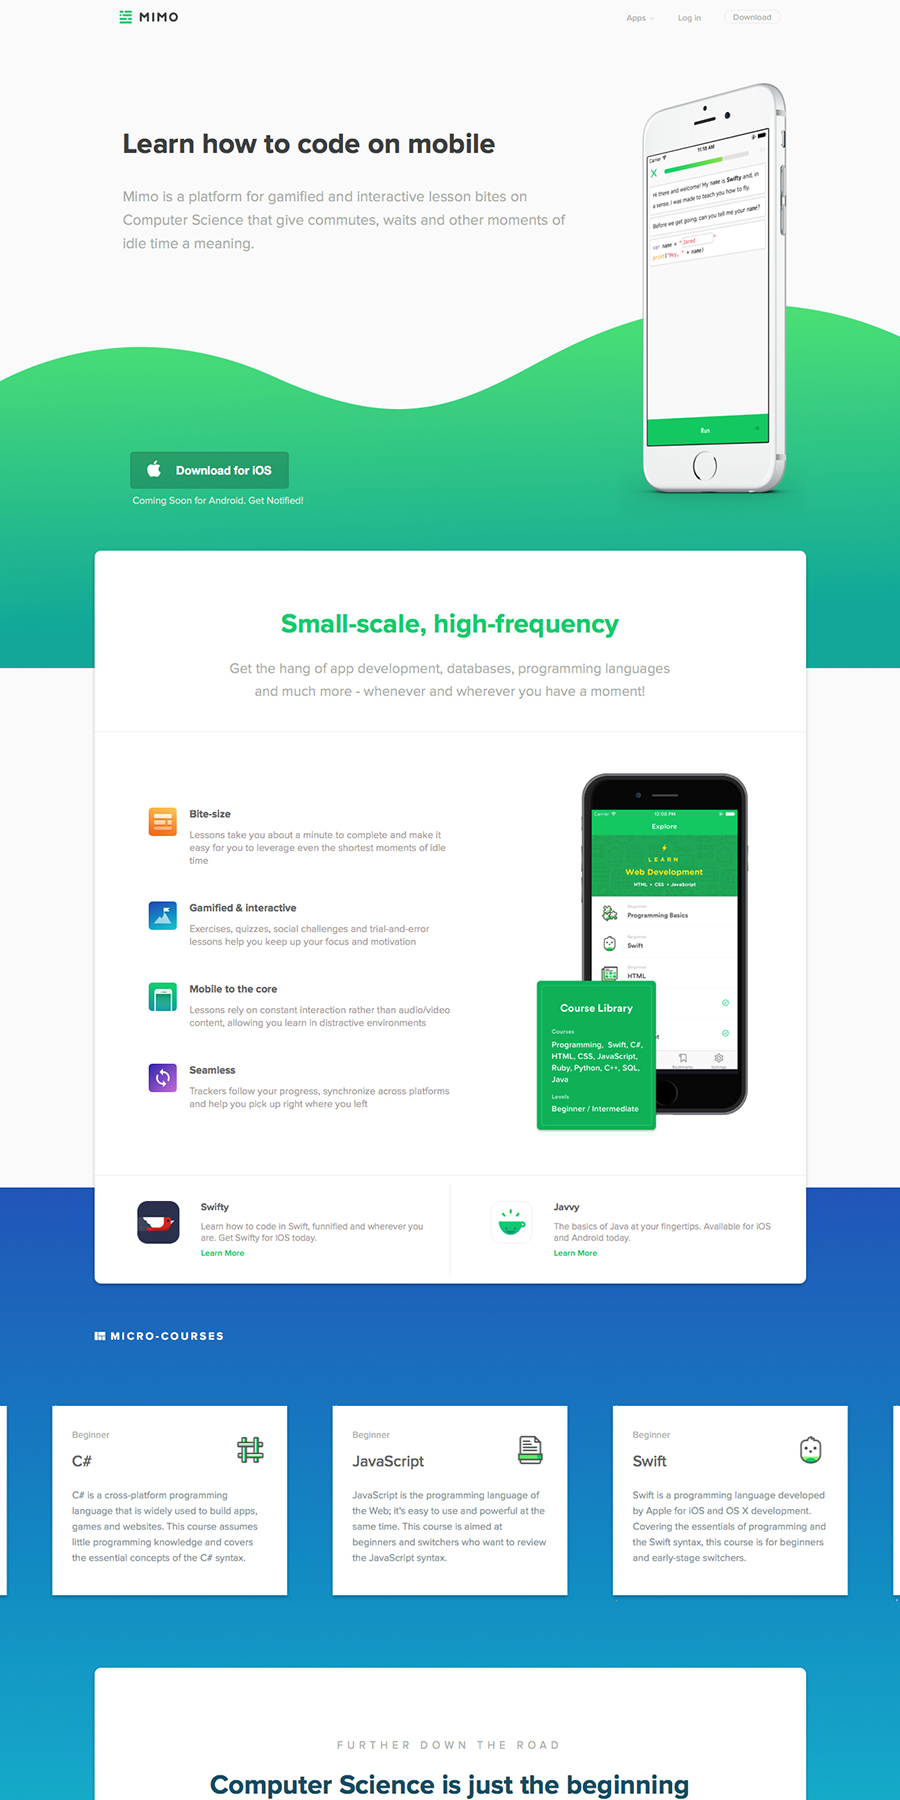 MIMO
Apps
Log in
Download
Learn how to code on mobile
Mimo is a platform for gamified and interactive lesson bites on
Computer Science that give commutes, waits and other moments of
idle time a meaning.
Carrier
11:18 AM
X
Hi there and welcome! My name is Swifty and, in
a sense, I was made to teach you how to fly.
Before we get going, can you tell me your name?
var name = "Jared"
print("Hey, " + name)
Run
Download for iOS
Coming Soon for Android. Get Notified!
Small-scale, high-frequency
Get the hang of app development, databases, programming languages
and much more - whenever and wherever you have a moment!
Bite-size
Lessons take you about a minute to complete and make it
easy for you to leverage even the shortest moments of idle
time
Gamified & interactive
Exercises, quizzes, social challenges and trial-and-error
lessons help you keep up your focus and motivation
Mobile to the core
Lessons rely on constant interaction rather than audio/video
content, allowing you learn in distractive environments
Seamless
Trackers follow your progress, synchronize across platforms
and help you pick up right where you left
Carrier
12:00 PM
Explore
LEARN
Web Development
HTML • CSS • JavaScript
Beginner
Programming Basics
Beginner
Swift
Beginner
HTML
Settings
Course Library
Courses
Programming, Swift, C#,
HTML, CSS, JavaScript,
Ruby, Python, C++, SQL,
Java
Levels
Beginner / Intermediate
Swifty
Learn how to code in Swift, funnified and wherever you
are. Get Swifty for iOS today.
Learn More
Javvy
The basics of Java at your fingertips. Available for iOS
and Android today.
Learn More
MICRO-COURSES
Beginner
C#
C# is a cross-platform programming
language that is widely used to build apps,
games and websites. This course assumes
little programming knowledge and covers
the essential concepts of the C# syntax.
Beginner
JavaScript
JavaScript is the programming language of
the Web; it's easy to use and powerful at the
same time. This course is aimed at
beginners and switchers who want to review
the JavaScript syntax.
Beginner
Swift
Swift is a programming language developed
by Apple for iOS and OS X development.
Covering the essentials of programming and
the Swift syntax, this course is for beginners
and early-stage switchers.
FURTHER DOWN THE ROAD
Computer Science is just the beginning